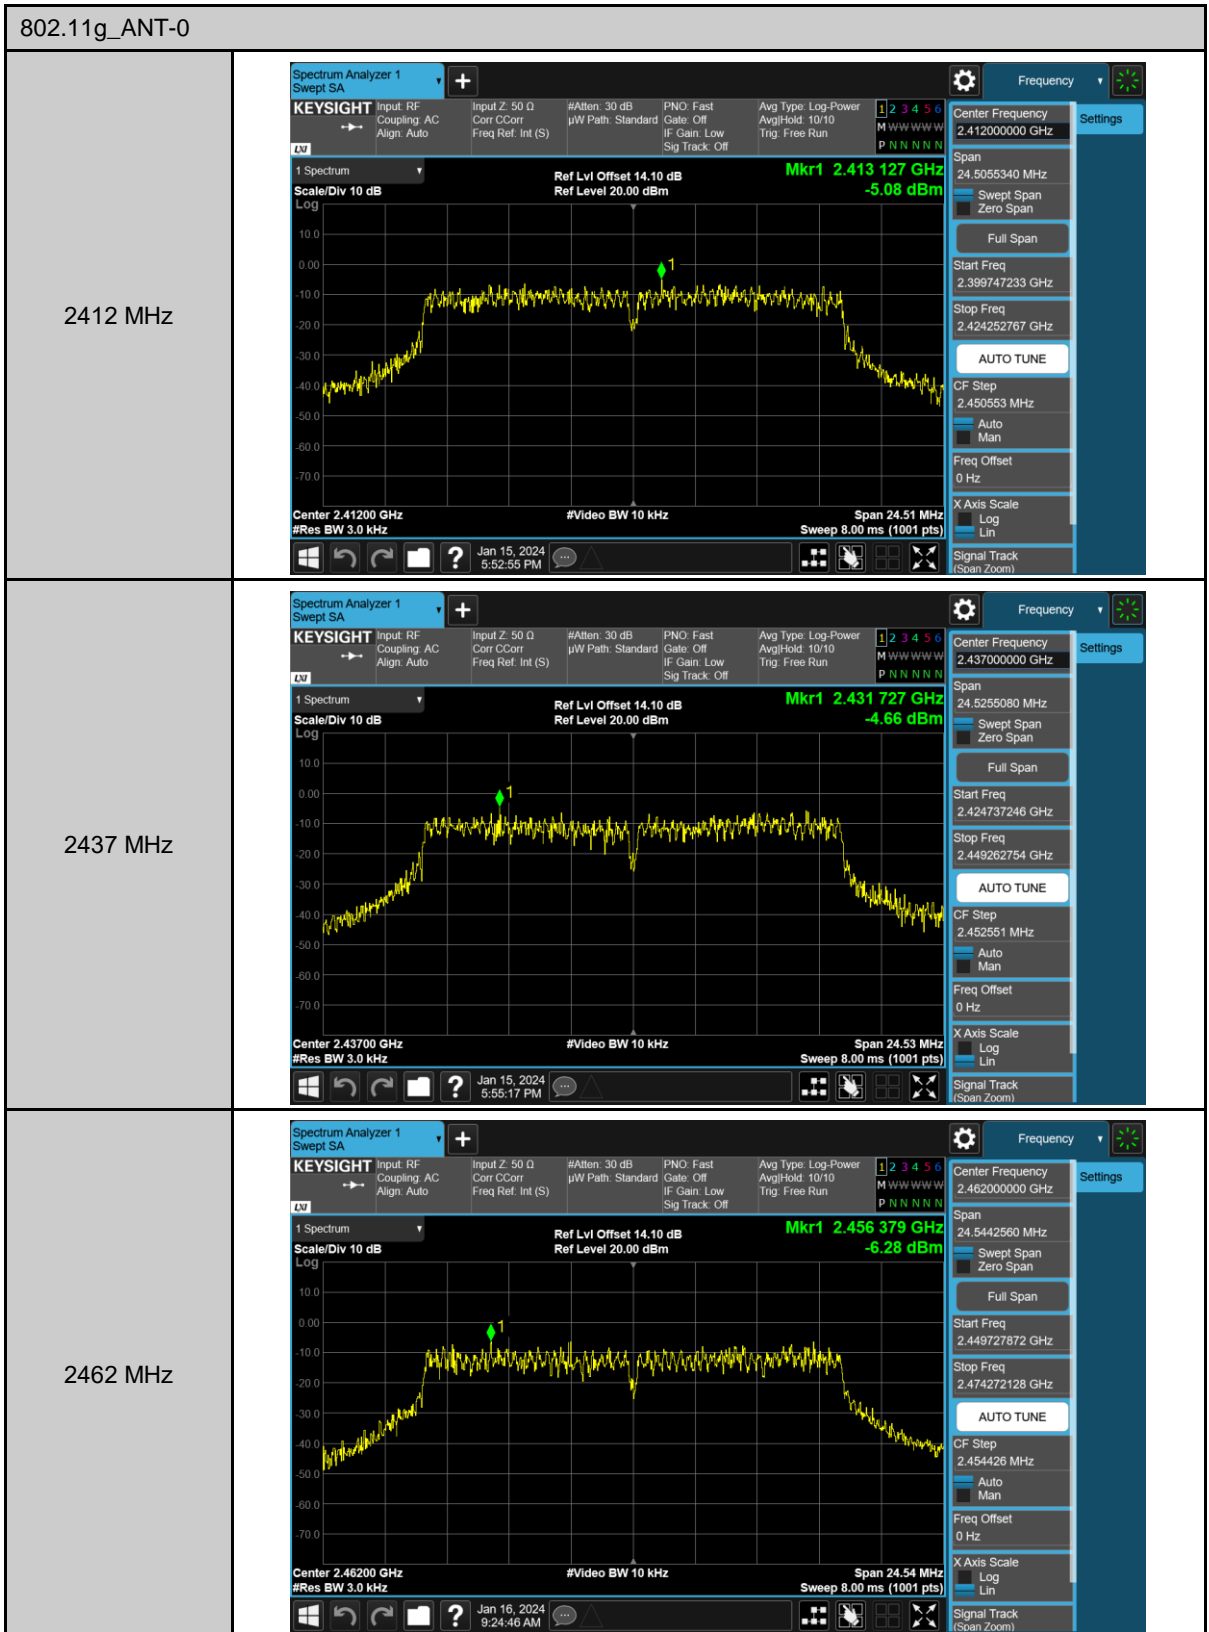 802.11g_ANT-0
2412 MHz
Spectrum Analyzer 1
Swept SA
Frequency
KEYSIGHT
Input: RF
Coupling: AC
Align: Auto
Input Z: 50 Ω
Corr CCorr
Freq Ref: Int (S)
#Atten: 30 dB
µW Path: Standard
PNO: Fast
Gate: Off
IF Gain: Low
Sig Track: Off
Avg Type: Log-Power
Avg|Hold: 10/10
Trig: Free Run
1 2 3 4 5 6
M W W W W W
P N N N N N
LXI
1 Spectrum
Scale/Div 10 dB
Log
Ref Lvl Offset 14.10 dB
Ref Level 20.00 dBm
Mkr1 2.413 127 GHz
-5.08 dBm
10.0
0.00
-10.0
-20.0
-30.0
-40.0
-50.0
-60.0
-70.0
1
Center 2.41200 GHz
#Res BW 3.0 kHz
#Video BW 10 kHz
Span 24.51 MHz
Sweep 8.00 ms (1001 pts)
Jan 15, 2024
5:52:55 PM
Center Frequency
2.412000000 GHz
Settings
Span
24.5055340 MHz
Swept Span
Zero Span
Full Span
Start Freq
2.399747233 GHz
Stop Freq
2.424252767 GHz
AUTO TUNE
CF Step
2.450553 MHz
Auto
Man
Freq Offset
0 Hz
X Axis Scale
Log
Lin
Signal Track
(Span Zoom)
2437 MHz
Spectrum Analyzer 1
Swept SA
Frequency
KEYSIGHT
Input: RF
Coupling: AC
Align: Auto
Input Z: 50 Ω
Corr CCorr
Freq Ref: Int (S)
#Atten: 30 dB
µW Path: Standard
PNO: Fast
Gate: Off
IF Gain: Low
Sig Track: Off
Avg Type: Log-Power
Avg|Hold: 10/10
Trig: Free Run
1 2 3 4 5 6
M W W W W W
P N N N N N
LXI
1 Spectrum
Scale/Div 10 dB
Log
Ref Lvl Offset 14.10 dB
Ref Level 20.00 dBm
Mkr1 2.431 727 GHz
-4.66 dBm
10.0
0.00
-10.0
-20.0
-30.0
-40.0
-50.0
-60.0
-70.0
1
Center 2.43700 GHz
#Res BW 3.0 kHz
#Video BW 10 kHz
Span 24.53 MHz
Sweep 8.00 ms (1001 pts)
Jan 15, 2024
5:55:17 PM
Center Frequency
2.437000000 GHz
Settings
Span
24.5255080 MHz
Swept Span
Zero Span
Full Span
Start Freq
2.424737246 GHz
Stop Freq
2.449262754 GHz
AUTO TUNE
CF Step
2.452551 MHz
Auto
Man
Freq Offset
0 Hz
X Axis Scale
Log
Lin
Signal Track
(Span Zoom)
2462 MHz
Spectrum Analyzer 1
Swept SA
Frequency
KEYSIGHT
Input: RF
Coupling: AC
Align: Auto
Input Z: 50 Ω
Corr CCorr
Freq Ref: Int (S)
#Atten: 30 dB
µW Path: Standard
PNO: Fast
Gate: Off
IF Gain: Low
Sig Track: Off
Avg Type: Log-Power
Avg|Hold: 10/10
Trig: Free Run
1 2 3 4 5 6
M W W W W W
P N N N N N
LXI
1 Spectrum
Scale/Div 10 dB
Log
Ref Lvl Offset 14.10 dB
Ref Level 20.00 dBm
Mkr1 2.456 379 GHz
-6.28 dBm
10.0
0.00
-10.0
-20.0
-30.0
-40.0
-50.0
-60.0
-70.0
1
Center 2.46200 GHz
#Res BW 3.0 kHz
#Video BW 10 kHz
Span 24.54 MHz
Sweep 8.00 ms (1001 pts)
Jan 16, 2024
9:24:46 AM
Center Frequency
2.462000000 GHz
Settings
Span
24.5442560 MHz
Swept Span
Zero Span
Full Span
Start Freq
2.449727872 GHz
Stop Freq
2.474272128 GHz
AUTO TUNE
CF Step
2.454426 MHz
Auto
Man
Freq Offset
0 Hz
X Axis Scale
Log
Lin
Signal Track
(Span Zoom)